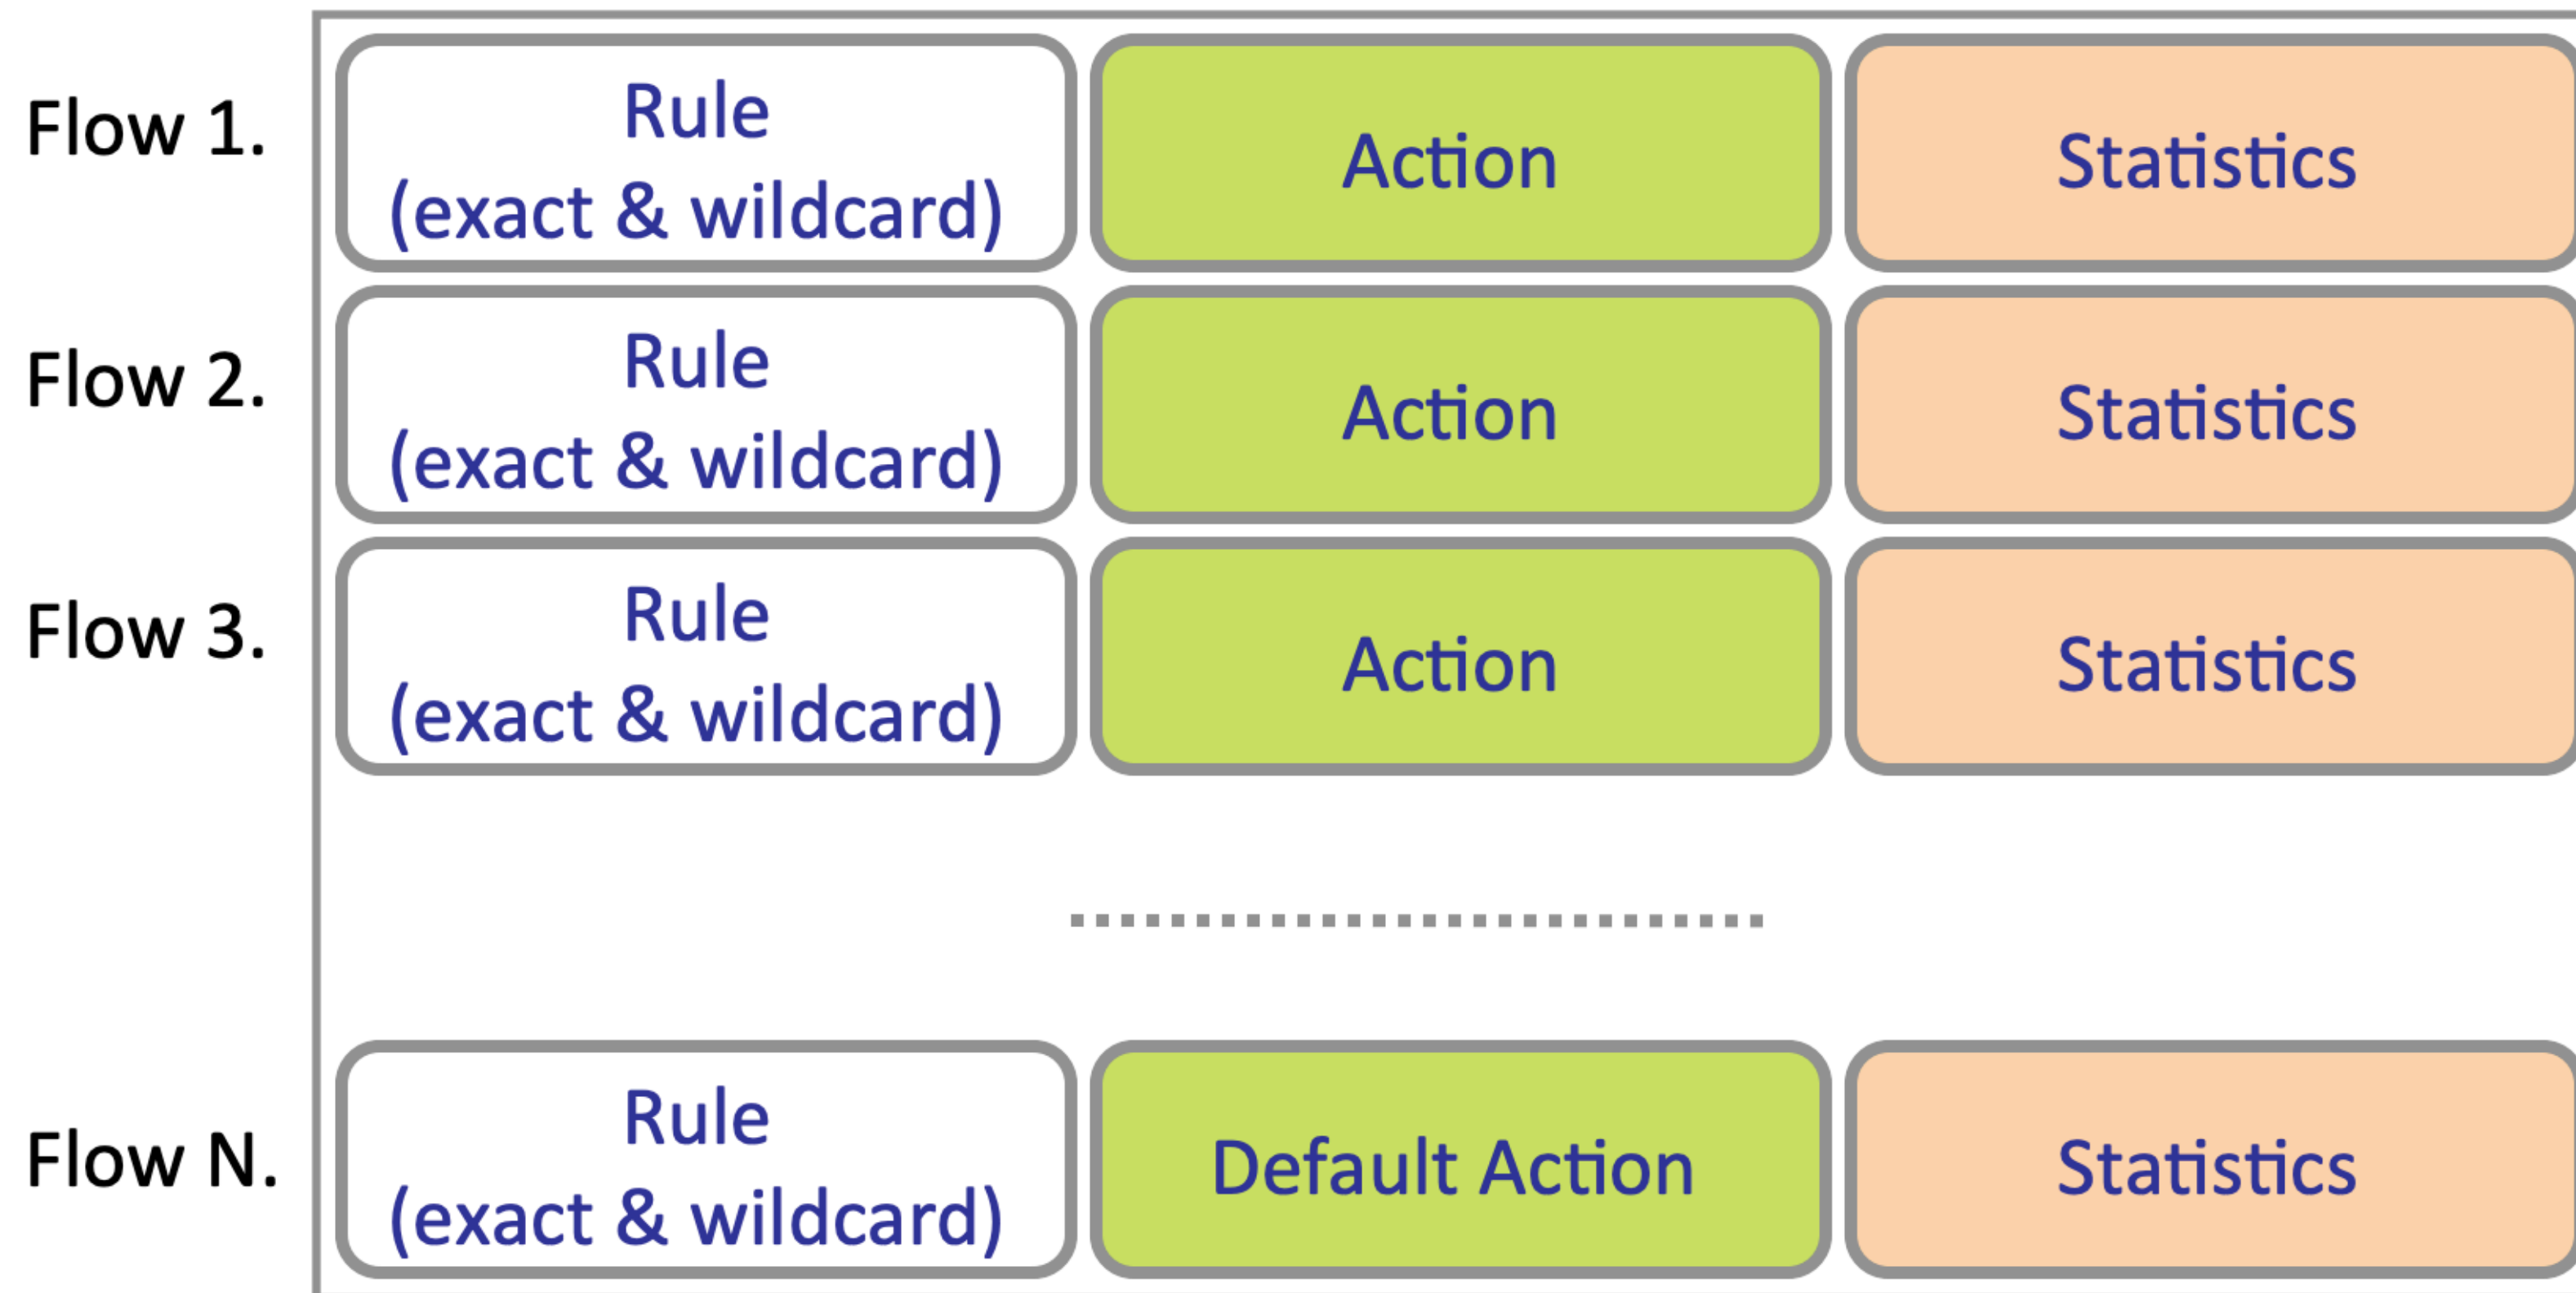 Flow 1.
Rule
(exact & wildcard)
Action
Statistics
Flow 2.
Rule
(exact & wildcard)
Action
Statistics
Flow 3.
Rule
(exact & wildcard)
Action
Statistics
Flow N.
Rule
(exact & wildcard)
Default Action
Statistics